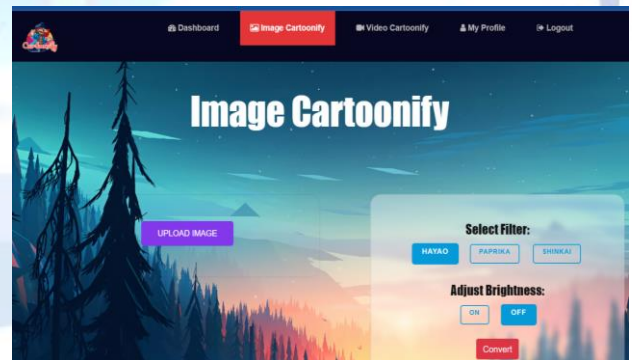 Dashboard Image Cartoonify Video Cartoonify My Profile Logout
Cartoonify
Image Cartoonify
UPLOAD IMAGE
Select Filter:
HAYAO PAPRIKA SHINKAI
Adjust Brightness:
ON OFF
Convert